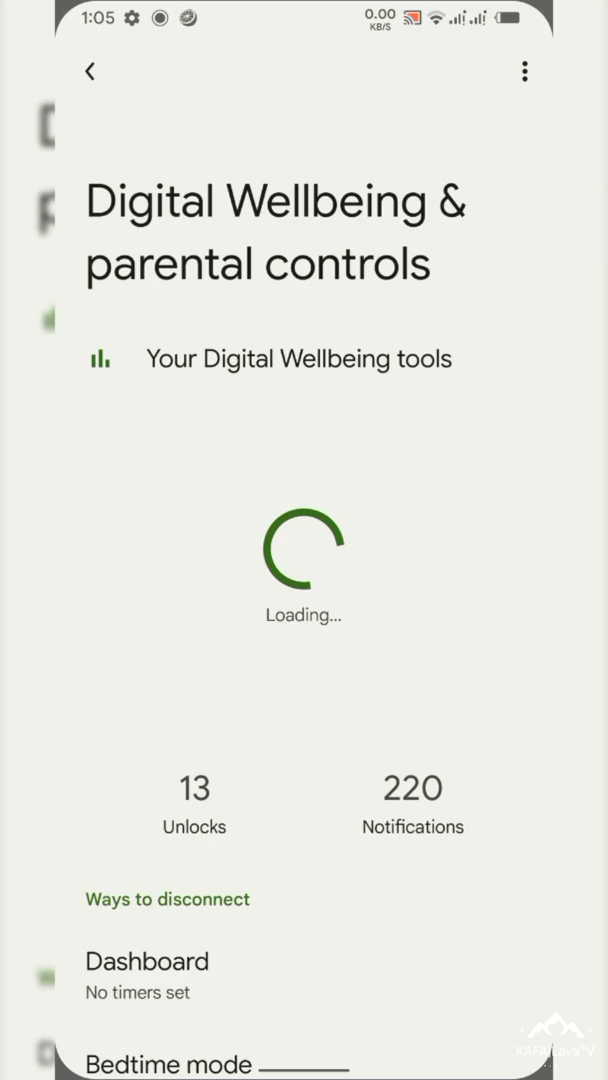 1:05
0.00
KB/S
Digital Wellbeing &
parental controls
Your Digital Wellbeing tools
Loading...
13
Unlocks
220
Notifications
Ways to disconnect
Dashboard
No timers set
Bedtime mode